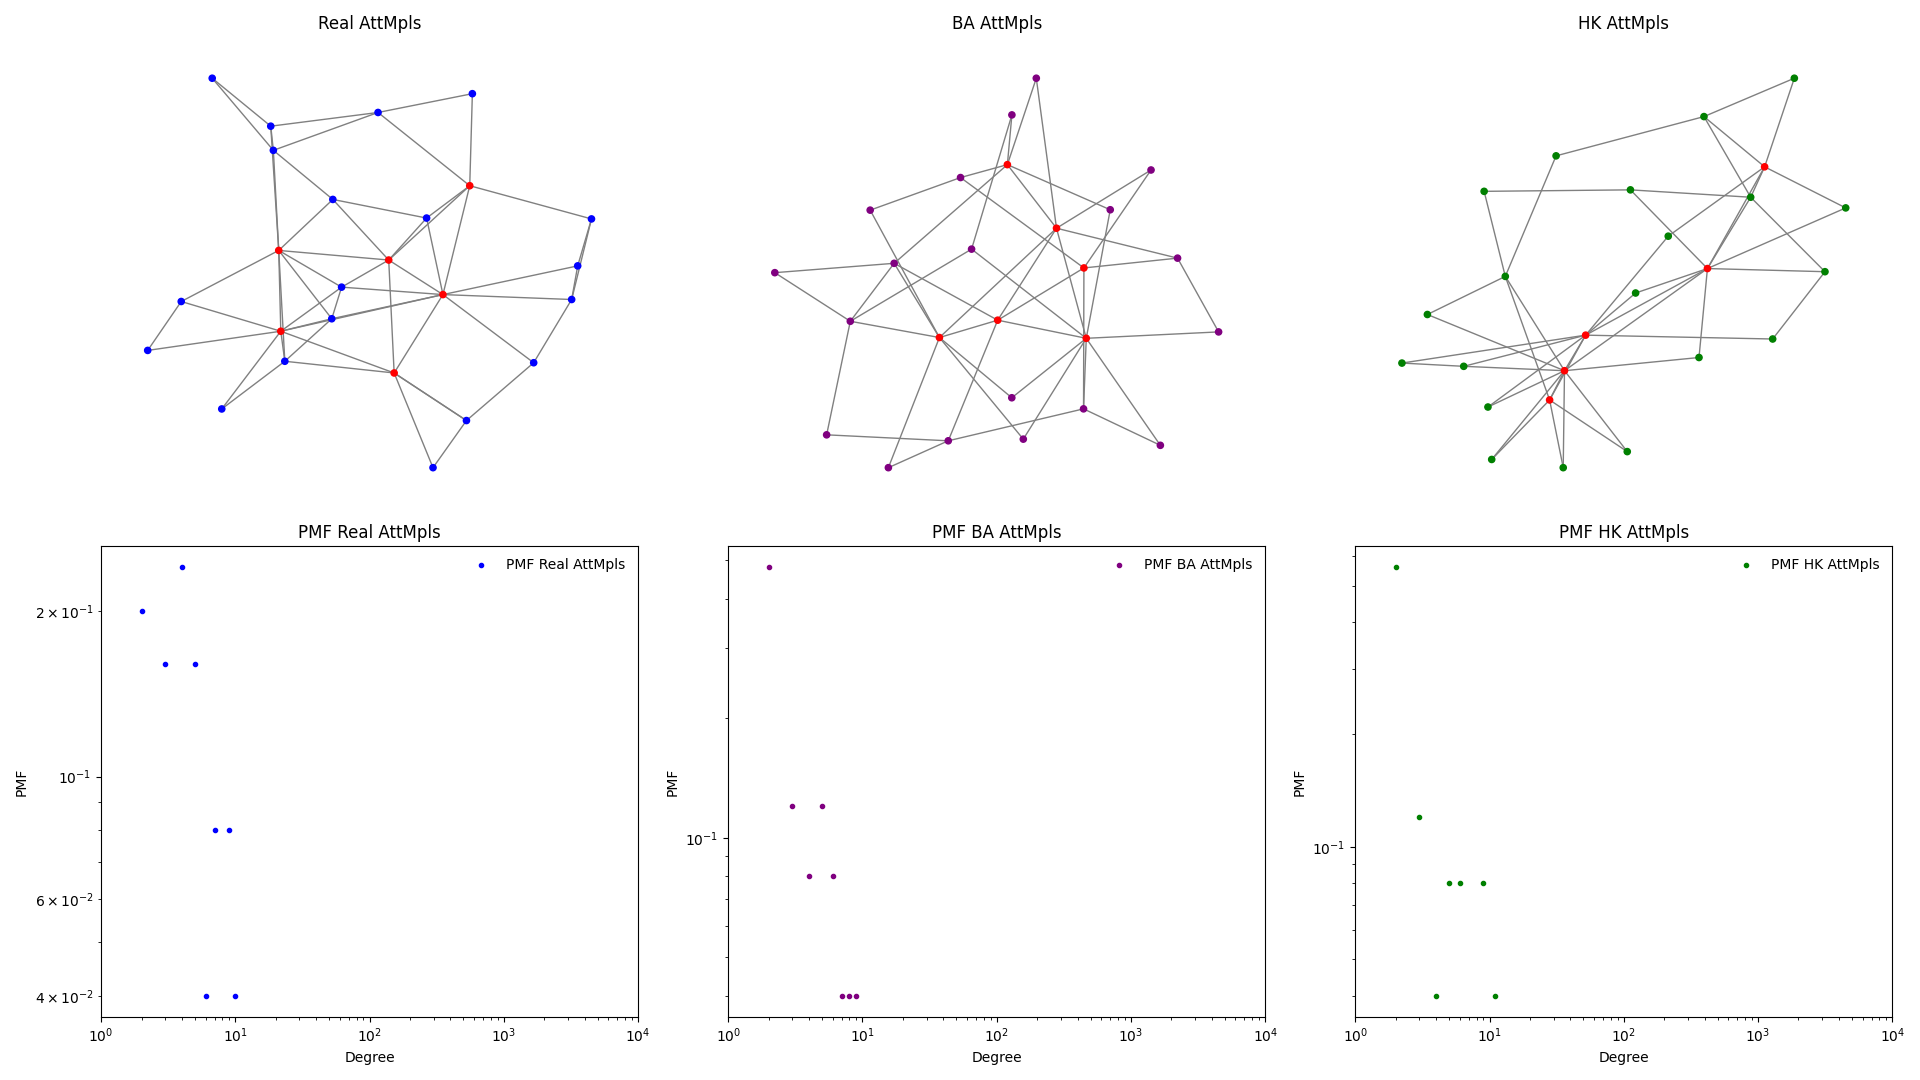 Real AttMpls
BA AttMpls
HK AttMpls
PMF Real AttMpls
PMF Real AttMpls
PMF
2 × 10⁻¹
10⁻¹
6 × 10⁻²
4 × 10⁻²
10⁰ 10¹ 10² 10³ 10⁴
Degree
PMF BA AttMpls
PMF BA AttMpls
PMF
10⁻¹
10⁰ 10¹ 10² 10³ 10⁴
Degree
PMF HK AttMpls
PMF HK AttMpls
PMF
10⁻¹
10⁰ 10¹ 10² 10³ 10⁴
Degree